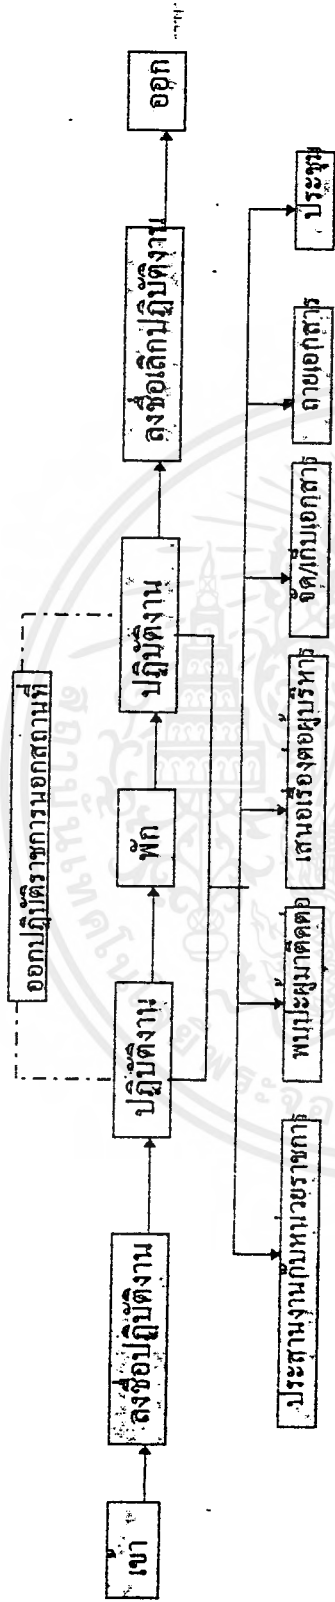 ออกปฏิบัติราชการนอกสถานที่
เข้า
ลงชื่อปฏิบัติงาน
ปฏิบัติงาน
พัก
ปฏิบัติงาน
ลงชื่อเลิกปฏิบัติงาน
ออก
ประสานงานกับหน่วยราชการ
พบปะผู้มาติดต่อ
เสนอเรื่องต่อผู้บริหาร
จัด/เก็บเอกสาร
ถ่ายเอกสาร
ประชุม